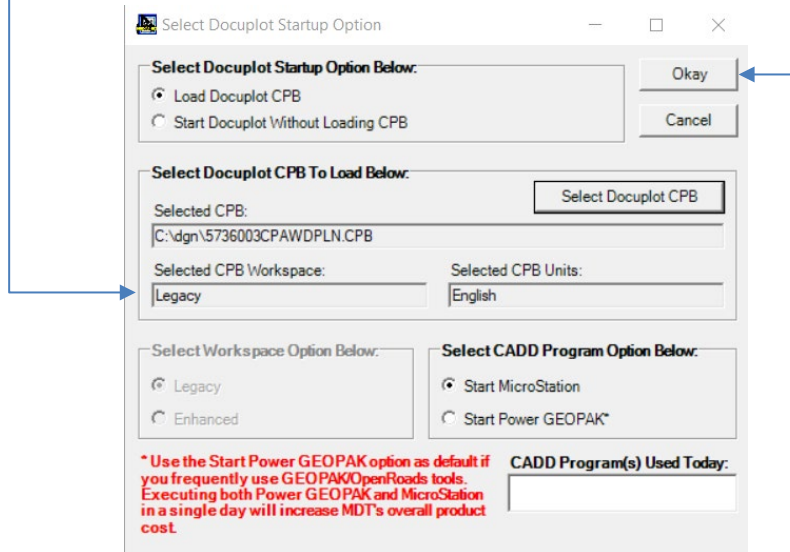 Select Docuplot Startup Option
Select Docuplot Startup Option Below:
Load Docuplot CPB
Start Docuplot Without Loading CPB
Okay
Cancel
Select Docuplot CPB To Load Below:
Select Docuplot CPB
Selected CPB:
C:\dgn\5736003CPAWDPLN.CPB
Selected CPB Workspace:
Selected CPB Units:
Legacy
English
Select Workspace Option Below:
Legacy
Enhanced
Select CADD Program Option Below:
Start MicroStation
Start Power GEOPAK*
* Use the Start Power GEOPAK option as default if
you frequently use GEOPAK/OpenRoads tools.
Executing both Power GEOPAK and MicroStation
in a single day will increase MDT's overall product
cost.
CADD Program(s) Used Today: